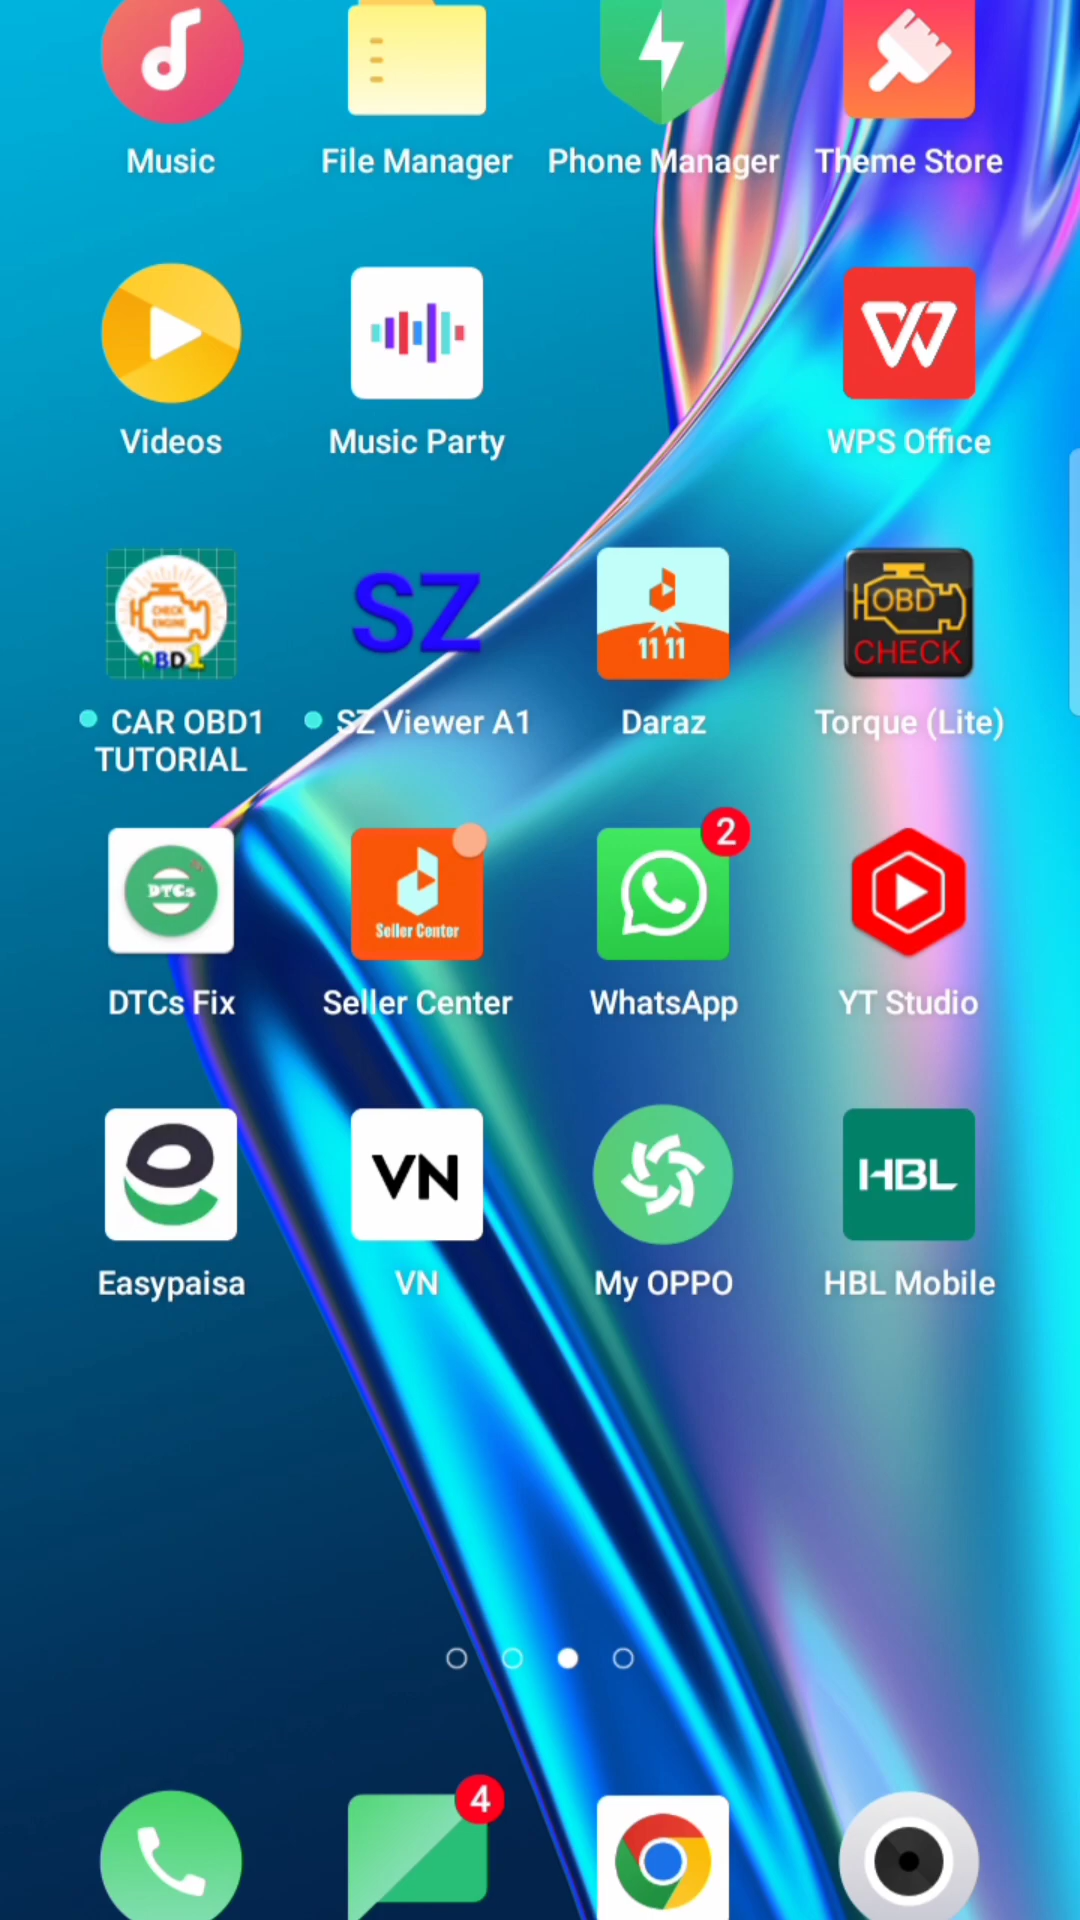 Music
File Manager
Phone Manager
Theme Store
Videos
Music Party
WPS Office
CHECK
ENGINE
OBD1
SZ
11 11
OBD
CHECK
CAR OBD1
TUTORIAL
SZ Viewer A1
Daraz
Torque (Lite)
DTCs
Seller Center
2
DTCs Fix
Seller Center
WhatsApp
YT Studio
VN
HBL
Easypaisa
VN
My OPPO
HBL Mobile
4